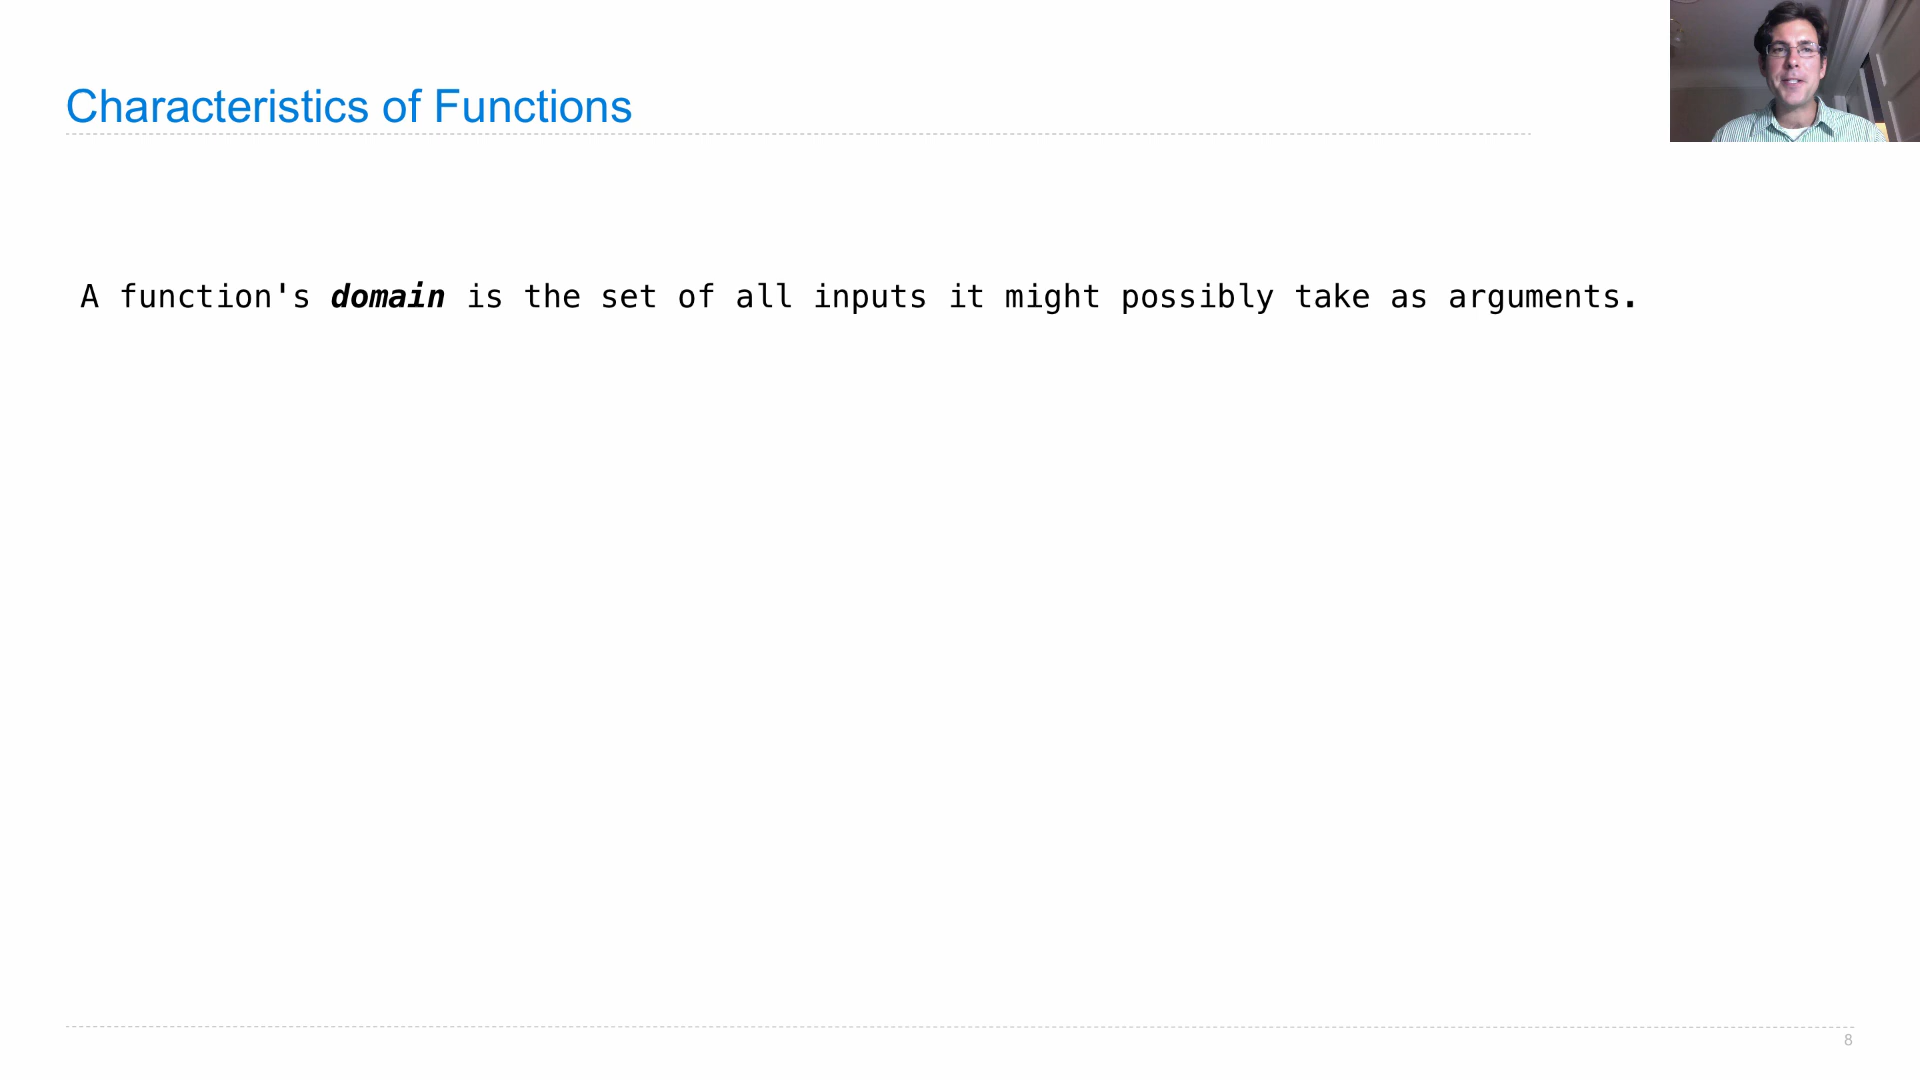 Characteristics of Functions
A function's domain is the set of all inputs it might possibly take as arguments.
8